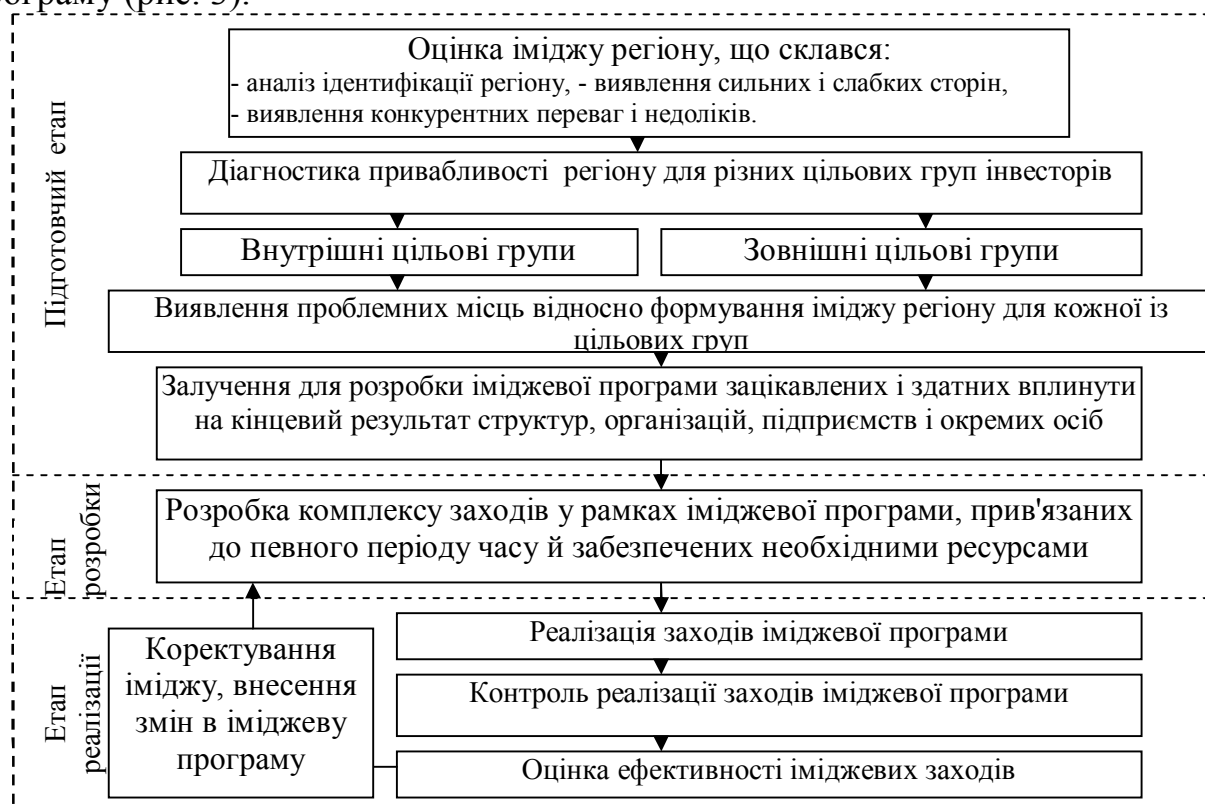 ограму (рис. 3).
Підготовчий етап
Оцінка іміджу регіону, що склався:
- аналіз ідентифікації регіону, - виявлення сильних і слабких сторін,
- виявлення конкурентних переваг і недоліків.
Діагностика привабливості регіону для різних цільових груп інвесторів
Внутрішні цільові групи
Зовнішні цільові групи
Виявлення проблемних місць відносно формування іміджу регіону для кожної із
цільових груп
Залучення для розробки іміджевої програми зацікавлених і здатних вплинути
на кінцевий результат структур, організацій, підприємств і окремих осіб
Етап
розробки
Розробка комплексу заходів у рамках іміджевої програми, прив'язаних
до певного періоду часу й забезпечених необхідними ресурсами
Етап
реалізації
Коректування
іміджу, внесення
змін в іміджеву
програму
Реалізація заходів іміджевої програми
Контроль реалізації заходів іміджевої програми
Оцінка ефективності іміджевих заходів